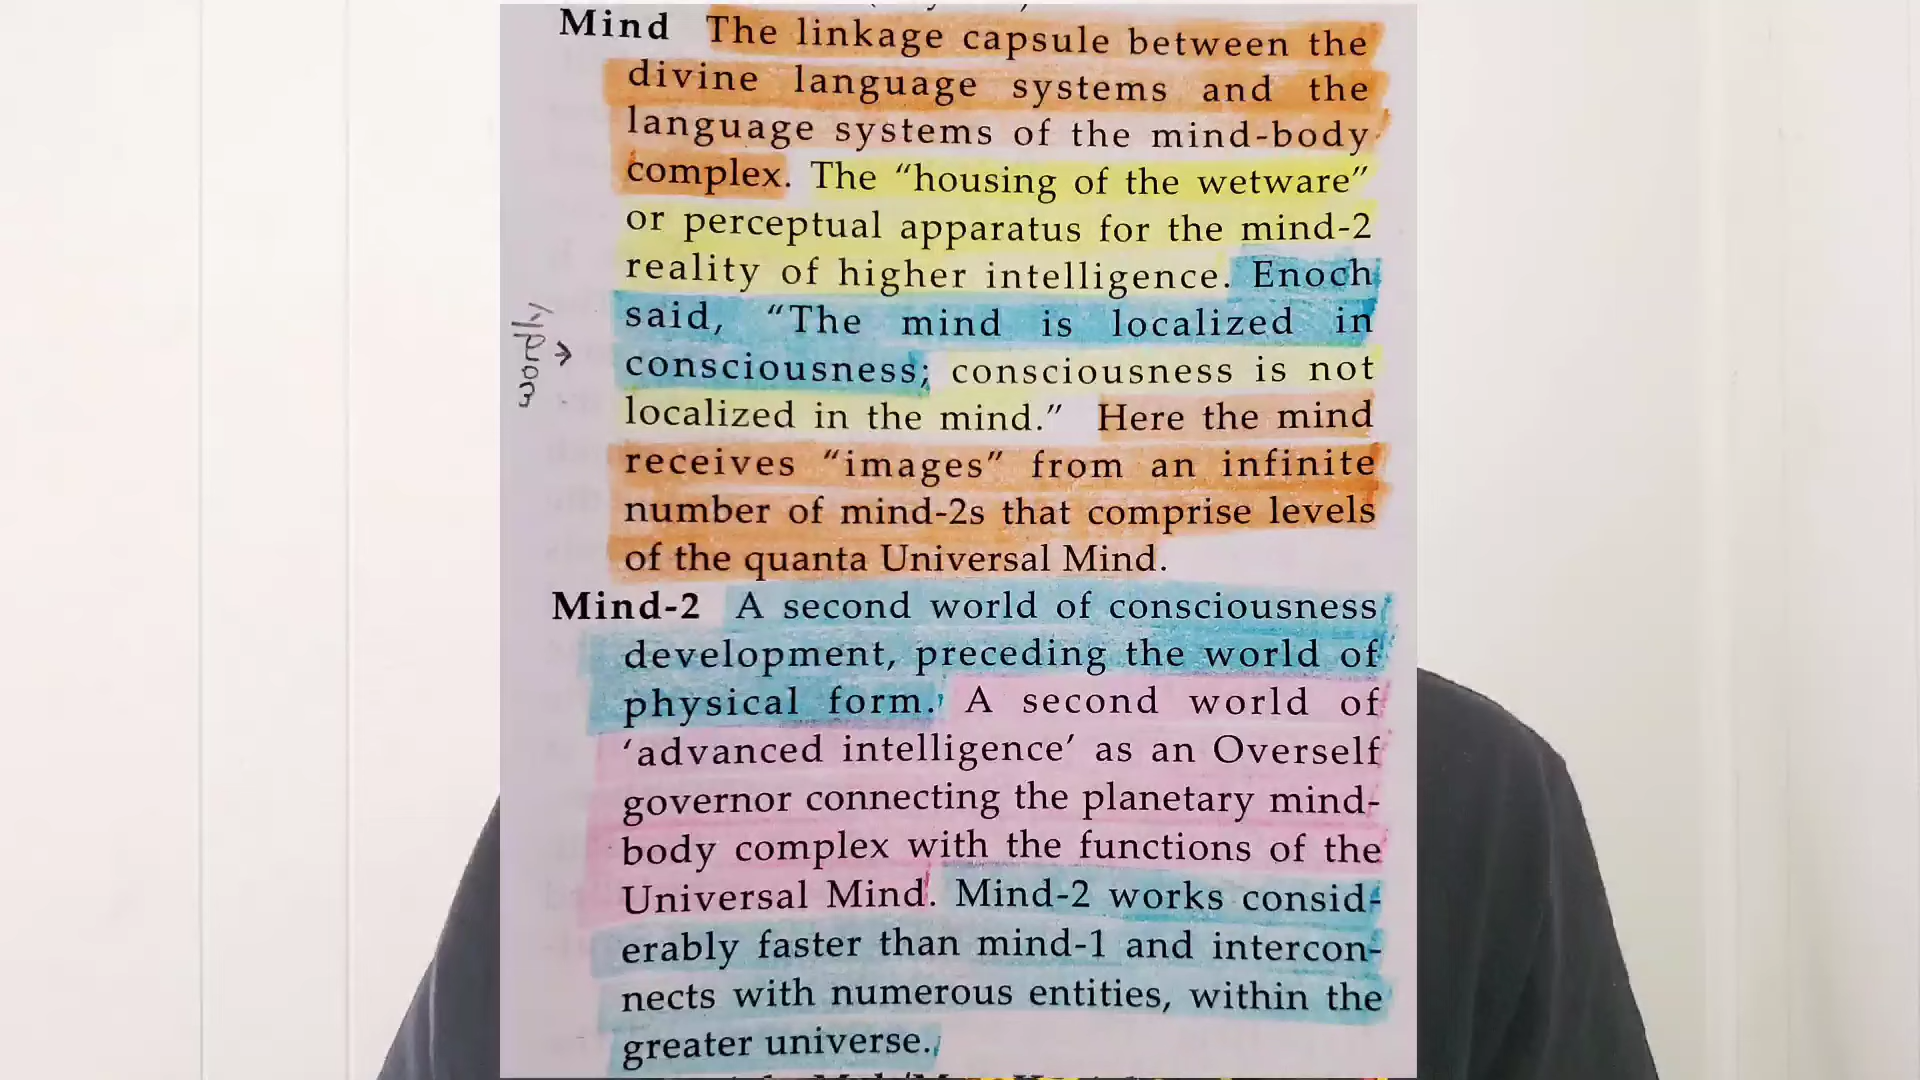 Mind The linkage capsule between the
divine language systems and the
language systems of the mind-body
complex. The “housing of the wetware”
or perceptual apparatus for the mind-2
reality of higher intelligence. Enoch
said, “The mind is localized in
consciousness; consciousness is not
localized in the mind.” Here the mind
receives “images” from an infinite
number of mind-2s that comprise levels
of the quanta Universal Mind.
Mind-2 A second world of consciousness
development, preceding the world of
physical form. A second world of
‘advanced intelligence’ as an Overself
governor connecting the planetary mind-
body complex with the functions of the
Universal Mind. Mind-2 works consid-
erably faster than mind-1 and intercon-
nects with numerous entities, within the
greater universe.